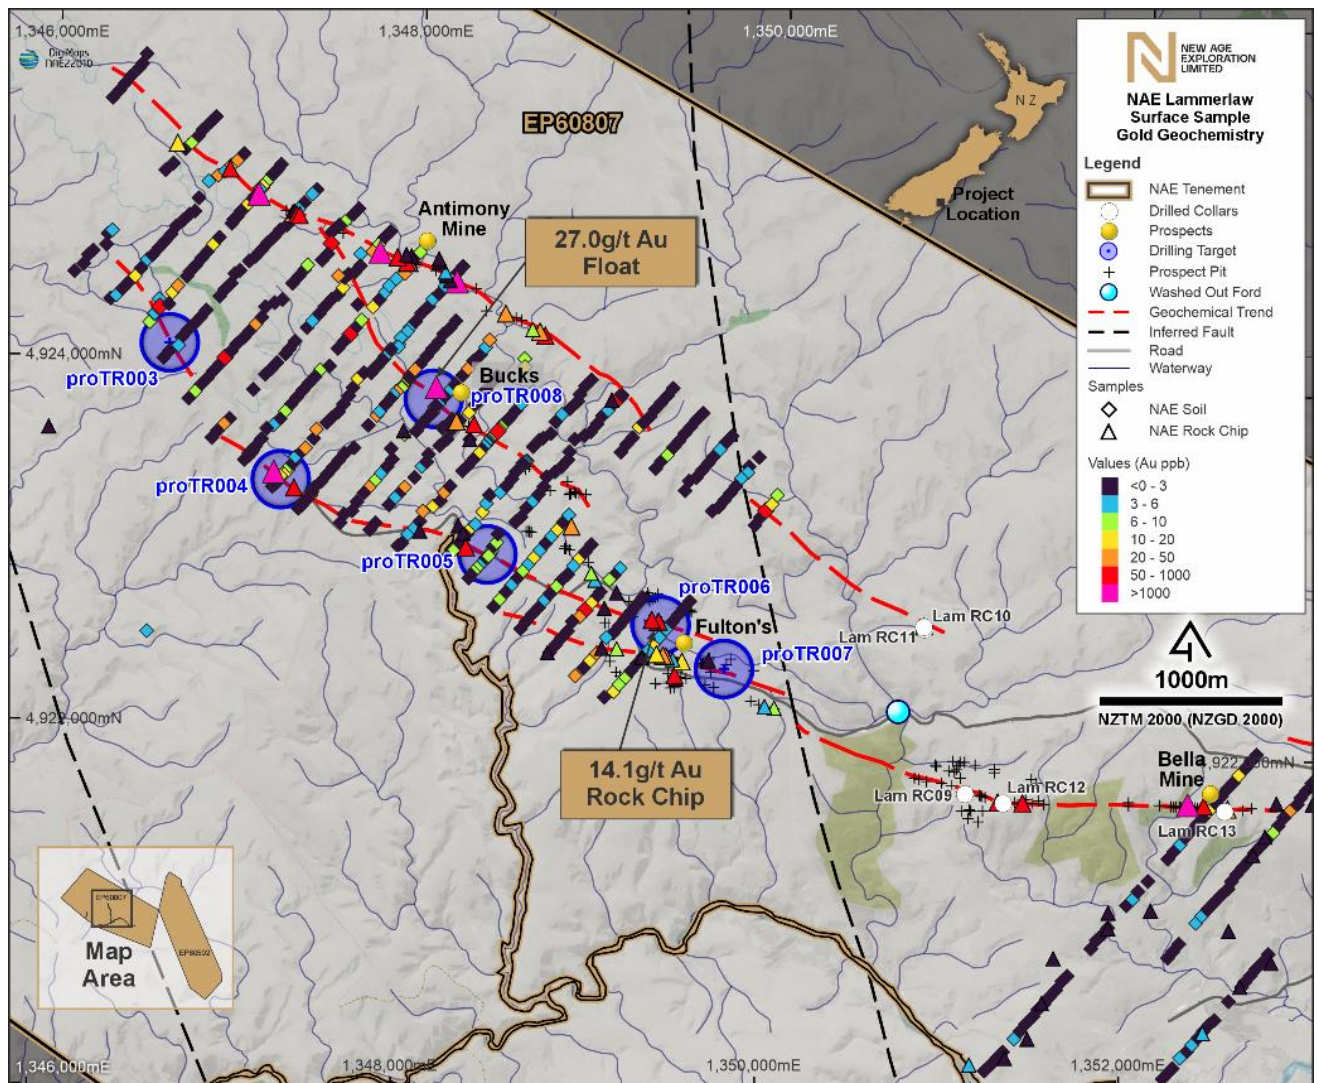 1,346,000mE
1,348,000mE
1,350,000mE
DigMaps
NAE22010
EP60807
NZ
Project
Location
NEW AGE
EXPLORATION
LIMITED
NAE Lammerlaw
Surface Sample
Gold Geochemistry
Legend
NAE Tenement
Drilled Collars
Prospects
Drilling Target
Prospect Pit
Washed Out Ford
Geochemical Trend
Inferred Fault
Road
Waterway
Samples
NAE Soil
NAE Rock Chip
Values (Au ppb)
<0 - 3
3 - 6
6 - 10
10 - 20
20 - 50
50 - 1000
>1000
Antimony
Mine
27.0g/t Au
Float
4,924,000mN
proTR003
Bucks
proTR008
proTR004
proTR005
proTR006
Fulton's
proTR007
Lam RC10
Lam RC11
1000m
NZTM 2000 (NZGD 2000)
4,922,000mN
14.1g/t Au
Rock Chip
Bella
Mine
Lam RC09
Lam RC12
Lam RC13
EP60807
Map
Area
1,346,000mE
1,348,000mE
1,350,000mE
1,352,000mE